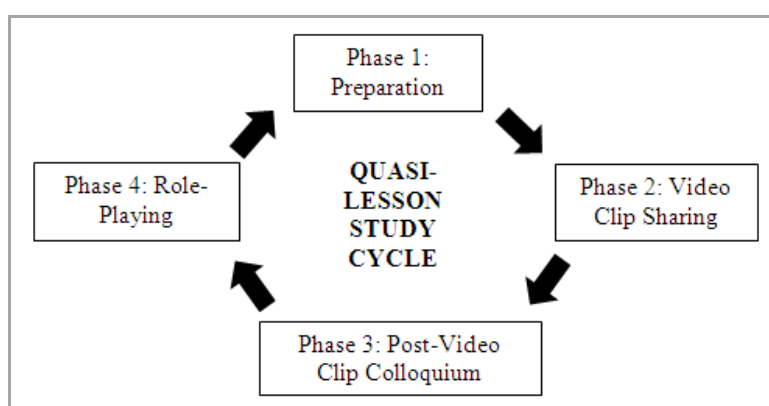 Phase 1:
Preparation
Phase 2: Video
Clip Sharing
Phase 3: Post-Video
Clip Colloquium
Phase 4: Role-
Playing
QUASI-
LESSON
STUDY
CYCLE